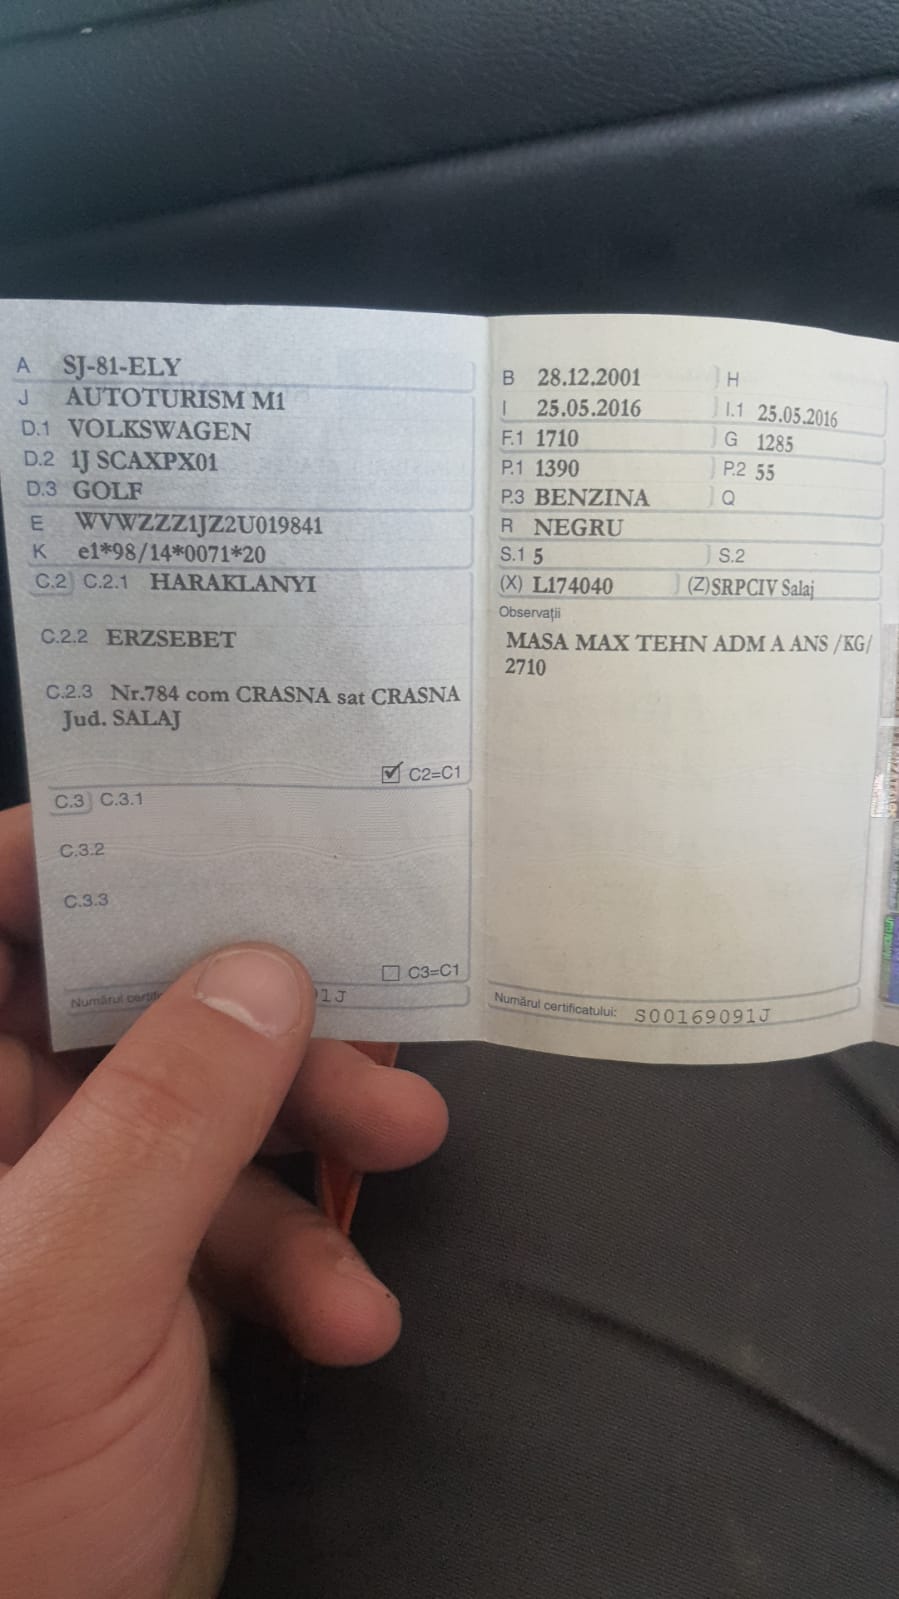 A SJ-81-ELY
J AUTOTURISM M1
D.1 VOLKSWAGEN
D.2 1J SCAXPX01
D.3 GOLF
E WVWZZZ1JZ2U019841
K e1*98/14*0071*20
C.2 C.2.1 HARAKLANYI
C.2.2 ERZSEBET
C.2.3 Nr.784 com CRASNA sat CRASNA
Jud. SALAJ
C2=C1
C.3 C.3.1
C.3.2
C.3.3
C3=C1
Numărul 1J
B 28.12.2001 H
I 25.05.2016 I.1 25.05.2016
F.1 1710 G 1285
P.1 1390 P.2 55
P.3 BENZINA Q
R NEGRU
S.1 5 S.2
(X) L174040 (Z) SRPCIV Salaj
Observaţii
MASA MAX TEHN ADM A ANS /KG/
2710
Numărul certificatului: S00169091J